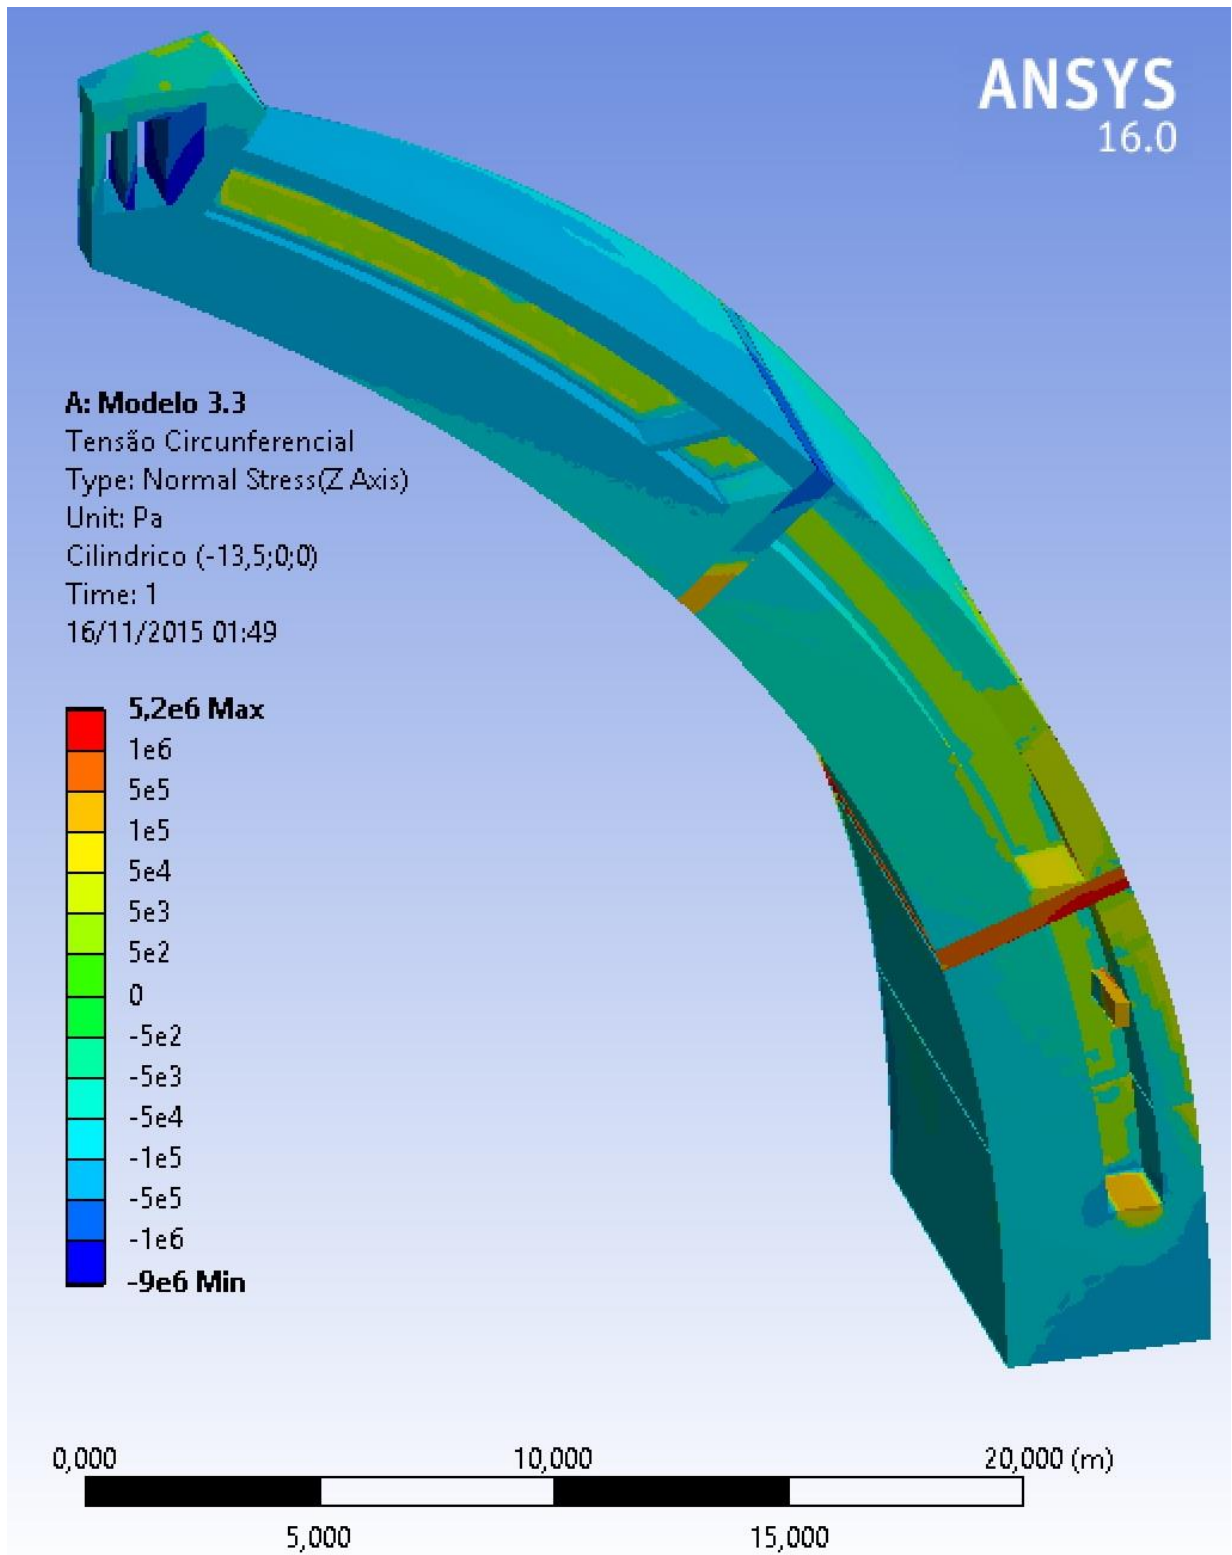 ANSYS
16.0
A: Modelo 3.3
Tensão Circunferencial
Type: Normal Stress(Z Axis)
Unit: Pa
Cilindrico (-13,5;0;0)
Time: 1
16/11/2015 01:49
5,2e6 Max
1e6
5e5
1e5
5e4
5e3
5e2
0
-5e2
-5e3
-5e4
-1e5
-5e5
-1e6
-9e6 Min
0,000 10,000 20,000 (m)
5,000 15,000